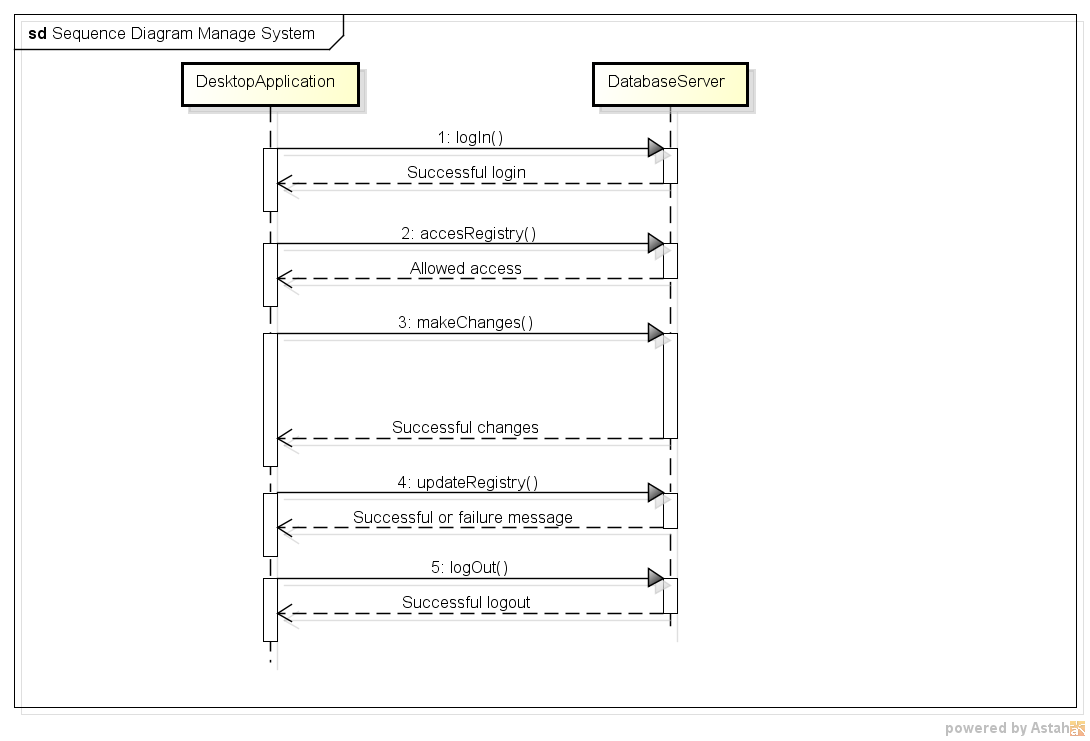 sd Sequence Diagram Manage System
DesktopApplication
DatabaseServer
1: logIn()
Successful login
2: accesRegistry()
Allowed access
3: makeChanges()
Successful changes
4: updateRegistry()
Successful or failure message
5: logOut()
Successful logout
powered by Astah